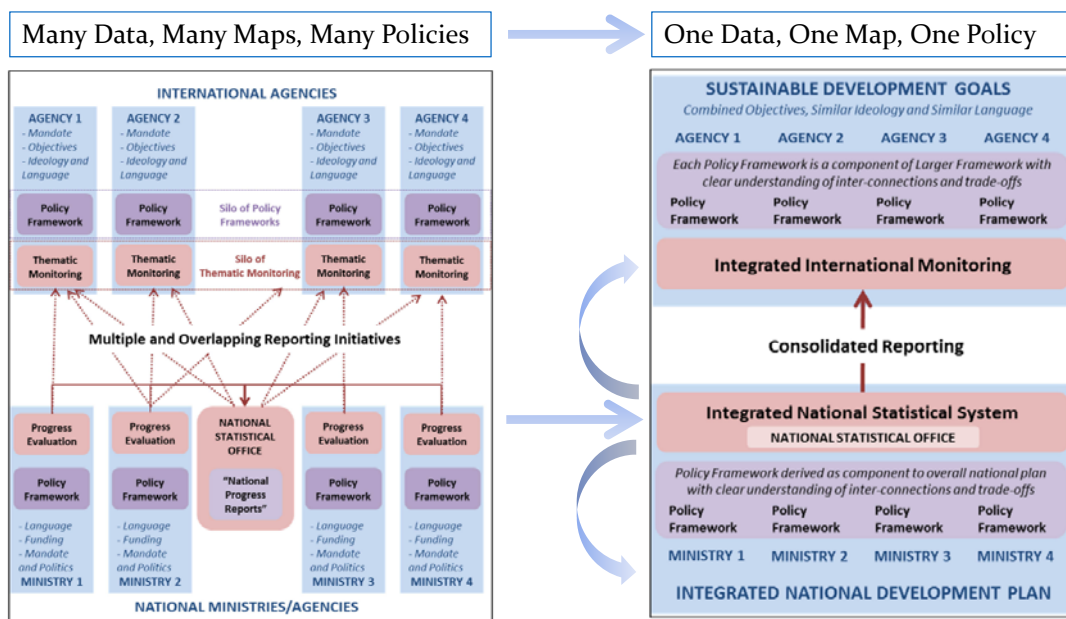 Many Data, Many Maps, Many Policies
One Data, One Map, One Policy
INTERNATIONAL AGENCIES
AGENCY 1
- Mandate
- Objectives
- Ideology and
Language
AGENCY 2
- Mandate
- Objectives
- Ideology and
Language
AGENCY 3
- Mandate
- Objectives
- Ideology and
Language
AGENCY 4
- Mandate
- Objectives
- Ideology and
Language
Policy
Framework
Policy
Framework
Silo of Policy
Frameworks
Policy
Framework
Policy
Framework
Thematic
Monitoring
Thematic
Monitoring
Silo of
Thematic Monitoring
Thematic
Monitoring
Thematic
Monitoring
Multiple and Overlapping Reporting Initiatives
Progress
Evaluation
Progress
Evaluation
NATIONAL
STATISTICAL
OFFICE
"National
Progress
Reports"
Progress
Evaluation
Progress
Evaluation
Policy
Framework
Policy
Framework
Policy
Framework
Policy
Framework
- Language
- Funding
- Mandate
and Politics
MINISTRY 1
- Language
- Funding
- Mandate
and Politics
MINISTRY 2
- Language
- Funding
- Mandate
and Politics
MINISTRY 3
- Language
- Funding
- Mandate
and Politics
MINISTRY 4
NATIONAL MINISTRIES/AGENCIES
SUSTAINABLE DEVELOPMENT GOALS
Combined Objectives, Similar Ideology and Similar Language
AGENCY 1 AGENCY 2 AGENCY 3 AGENCY 4
Each Policy Framework is a component of Larger Framework with
clear understanding of inter-connections and trade-offs
Policy
Framework
Policy
Framework
Policy
Framework
Policy
Framework
Integrated International Monitoring
Consolidated Reporting
Integrated National Statistical System
NATIONAL STATISTICAL OFFICE
Policy Framework derived as component to overall national plan
with clear understanding of inter-connections and trade-offs
Policy
Framework
Policy
Framework
Policy
Framework
Policy
Framework
MINISTRY 1 MINISTRY 2 MINISTRY 3 MINISTRY 4
INTEGRATED NATIONAL DEVELOPMENT PLAN